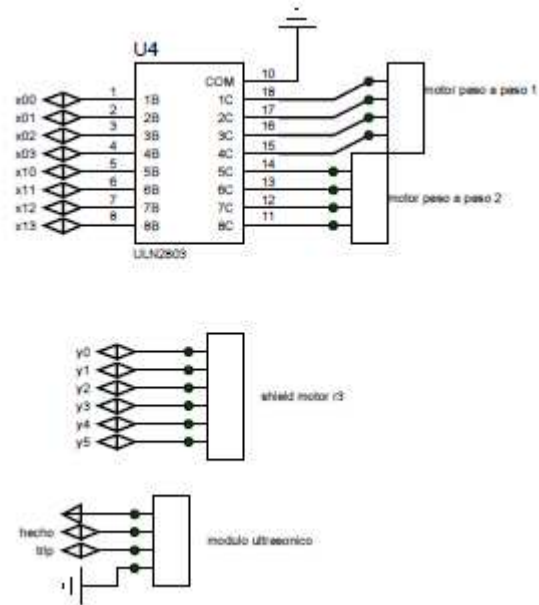 U4
COM 10
x00 1 1B 1C 18 motor paso a paso 1
x01 2 2B 2C 17
x02 3 3B 3C 16
x03 4 4B 4C 15
x10 5 5B 5C 14
x11 6 6B 6C 13
x12 7 7B 7C 12 motor paso a paso 2
x13 8 8B 8C 11
ULN2803
y0
y1
y2
y3 shield motor r3
y4
y5
hecho
modulo ultrasonico